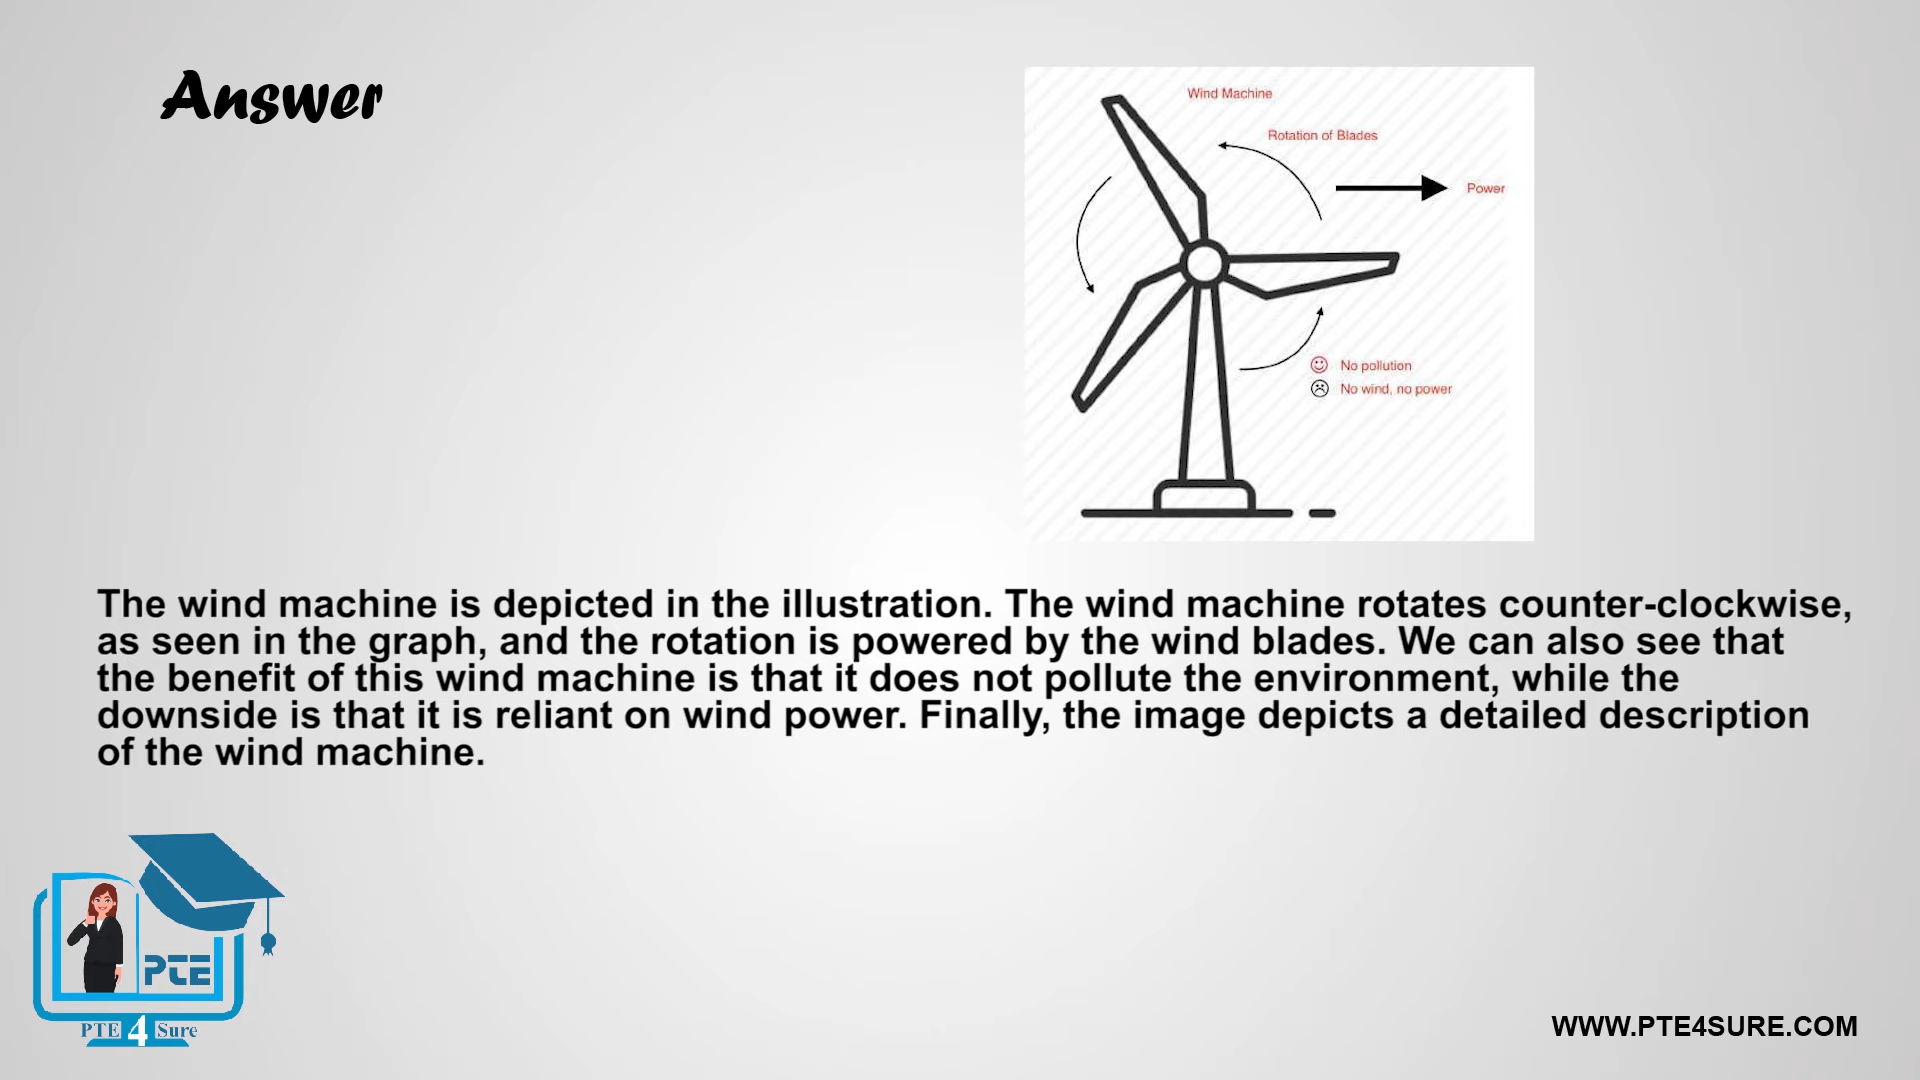 Answer
Wind Machine
Rotation of Blades
Power
No pollution
No wind, no power
The wind machine is depicted in the illustration. The wind machine rotates counter-clockwise,
as seen in the graph, and the rotation is powered by the wind blades. We can also see that
the benefit of this wind machine is that it does not pollute the environment, while the
downside is that it is reliant on wind power. Finally, the image depicts a detailed description
of the wind machine.
PTE
PTE 4 Sure
WWW.PTE4SURE.COM